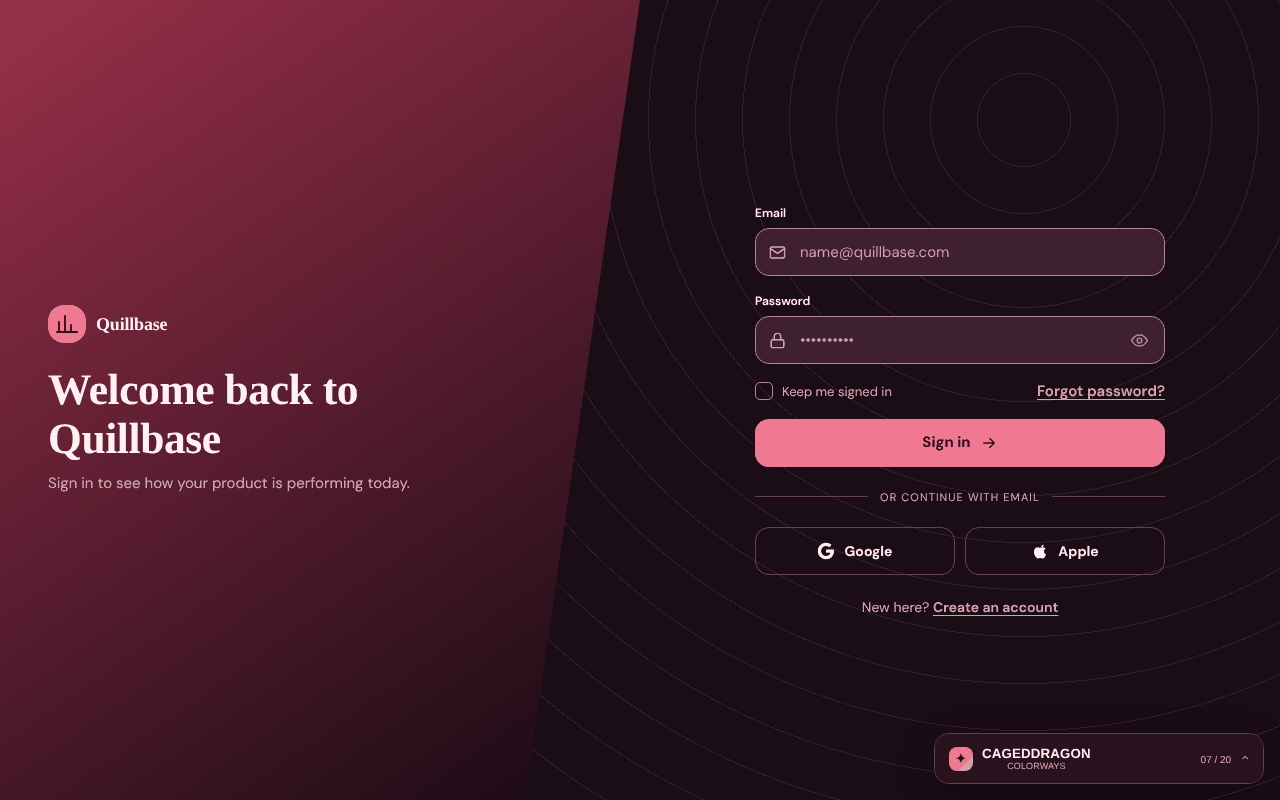 Quillbase
Welcome back to
Quillbase
Sign in to see how your product is performing today.
Email
name@quillbase.com
Password
••••••••••
Keep me signed in
Forgot password?
Sign in →
OR CONTINUE WITH EMAIL
Google
Apple
New here? Create an account
CAGEDDRAGON
COLORWAYS
07 / 20